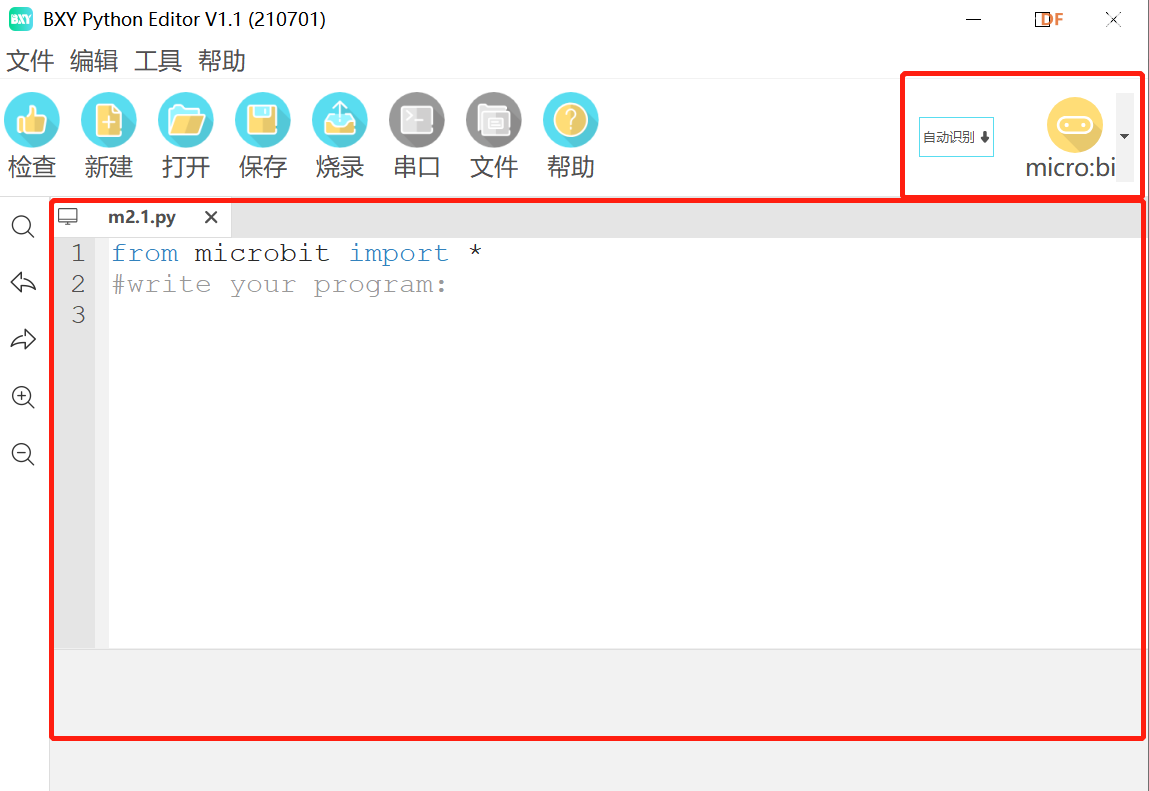 BXY BXY Python Editor V1.1 (210701)
DF
文件 编辑 工具 帮助
检查 新建 打开 保存 烧录 串口 文件 帮助
自动识别
micro:bi
m2.1.py
1 from microbit import *
2 #write your program:
3